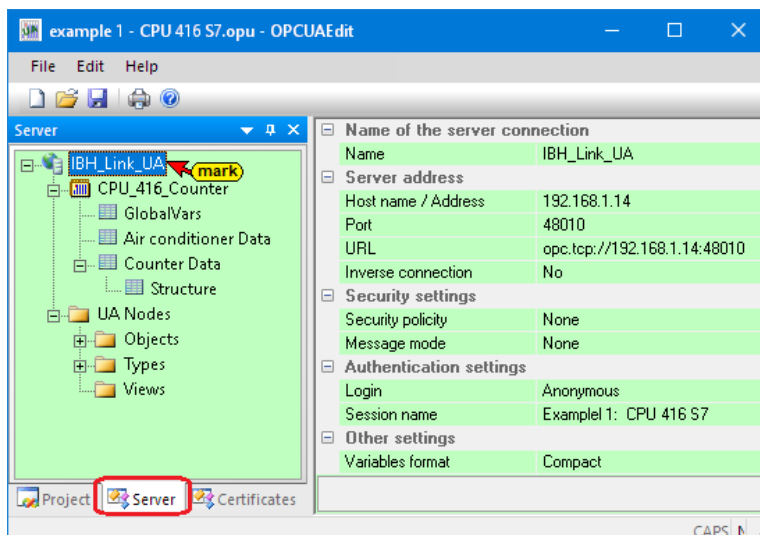 example 1 - CPU 416 S7.opu - OPCUAEdit
File Edit Help
Server
IBH_Link_UA
mark
CPU_416_Counter
GlobalVars
Air conditioner Data
Counter Data
Structure
UA Nodes
Objects
Types
Views
Project Server Certificates
Name of the server connection
Name IBH_Link_UA
Server address
Host name / Address 192.168.1.14
Port 48010
URL opc.tcp://192.168.1.14:48010
Inverse connection No
Security settings
Security policity None
Message mode None
Authentication settings
Login Anonymous
Session name Examplel 1: CPU 416 S7
Other settings
Variables format Compact
CAPS